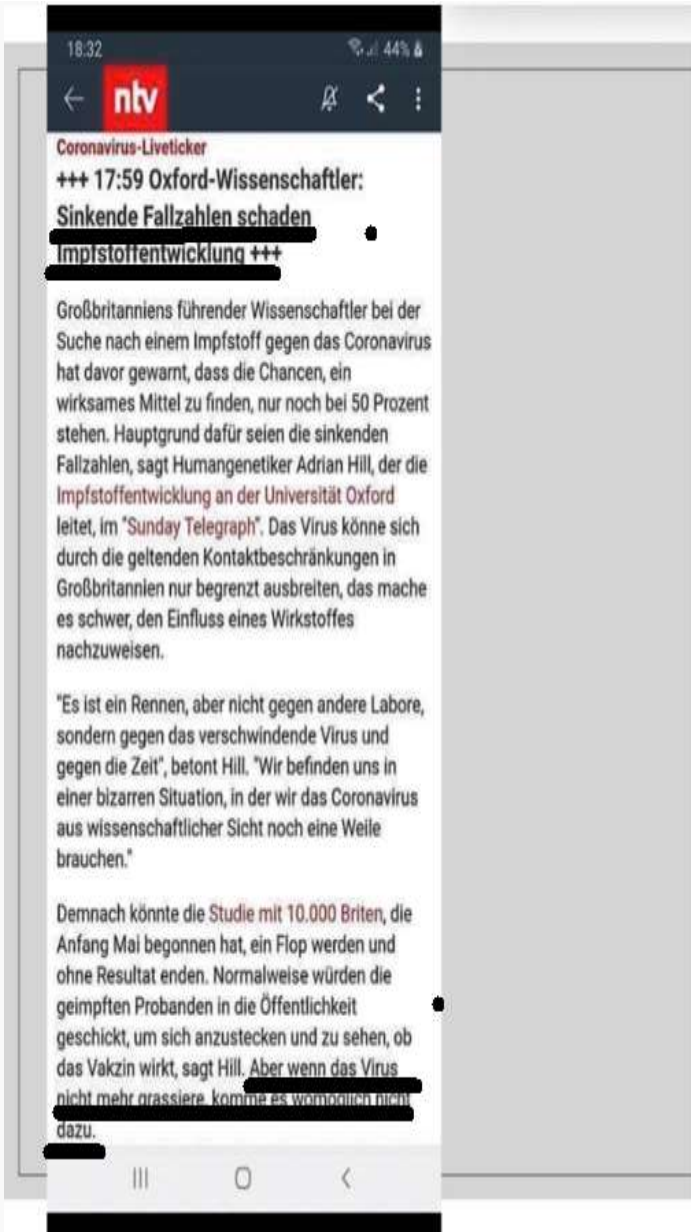 18:32
44%
ntv
Coronavirus-Liveticker
+++ 17:59 Oxford-Wissenschaftler:
Sinkende Fallzahlen schaden
Impfstoffentwicklung +++
Großbritanniens führender Wissenschaftler bei der
Suche nach einem Impfstoff gegen das Coronavirus
hat davor gewarnt, dass die Chancen, ein
wirksames Mittel zu finden, nur noch bei 50 Prozent
stehen. Hauptgrund dafür seien die sinkenden
Fallzahlen, sagt Humangenetiker Adrian Hill, der die
Impfstoffentwicklung an der Universität Oxford
leitet, im "Sunday Telegraph". Das Virus könne sich
durch die geltenden Kontaktbeschränkungen in
Großbritannien nur begrenzt ausbreiten, das mache
es schwer, den Einfluss eines Wirkstoffes
nachzuweisen.
"Es ist ein Rennen, aber nicht gegen andere Labore,
sondern gegen das verschwindende Virus und
gegen die Zeit", betont Hill. "Wir befinden uns in
einer bizarren Situation, in der wir das Coronavirus
aus wissenschaftlicher Sicht noch eine Weile
brauchen."
Demnach könnte die Studie mit 10.000 Briten, die
Anfang Mai begonnen hat, ein Flop werden und
ohne Resultat enden. Normalweise würden die
geimpften Probanden in die Öffentlichkeit
geschickt, um sich anzustecken und zu sehen, ob
das Vakzin wirkt, sagt Hill. Aber wenn das Virus
nicht mehr grassiere, komme es womöglich nicht
dazu.